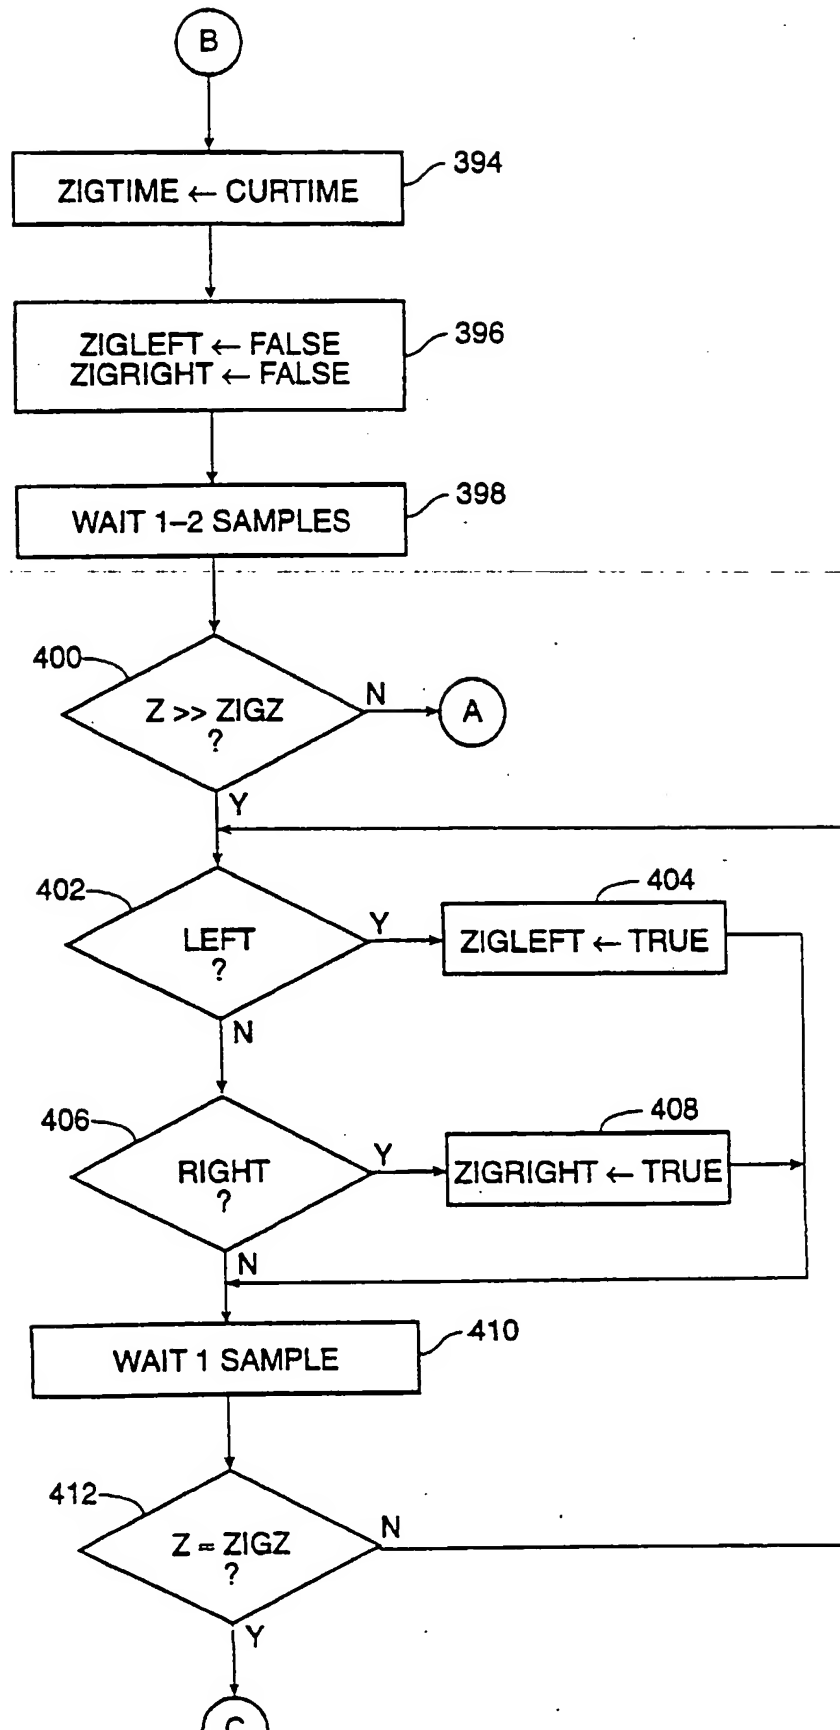 B
ZIGTIME ← CURTIME
394
ZIGLEFT ← FALSE
ZIGRIGHT ← FALSE
396
WAIT 1–2 SAMPLES
398
400
Z >> ZIGZ
?
N
A
Y
402
LEFT
?
Y
404
ZIGLEFT ← TRUE
N
406
RIGHT
?
Y
408
ZIGRIGHT ← TRUE
N
WAIT 1 SAMPLE
410
412
Z ≈ ZIGZ
?
N
Y
C